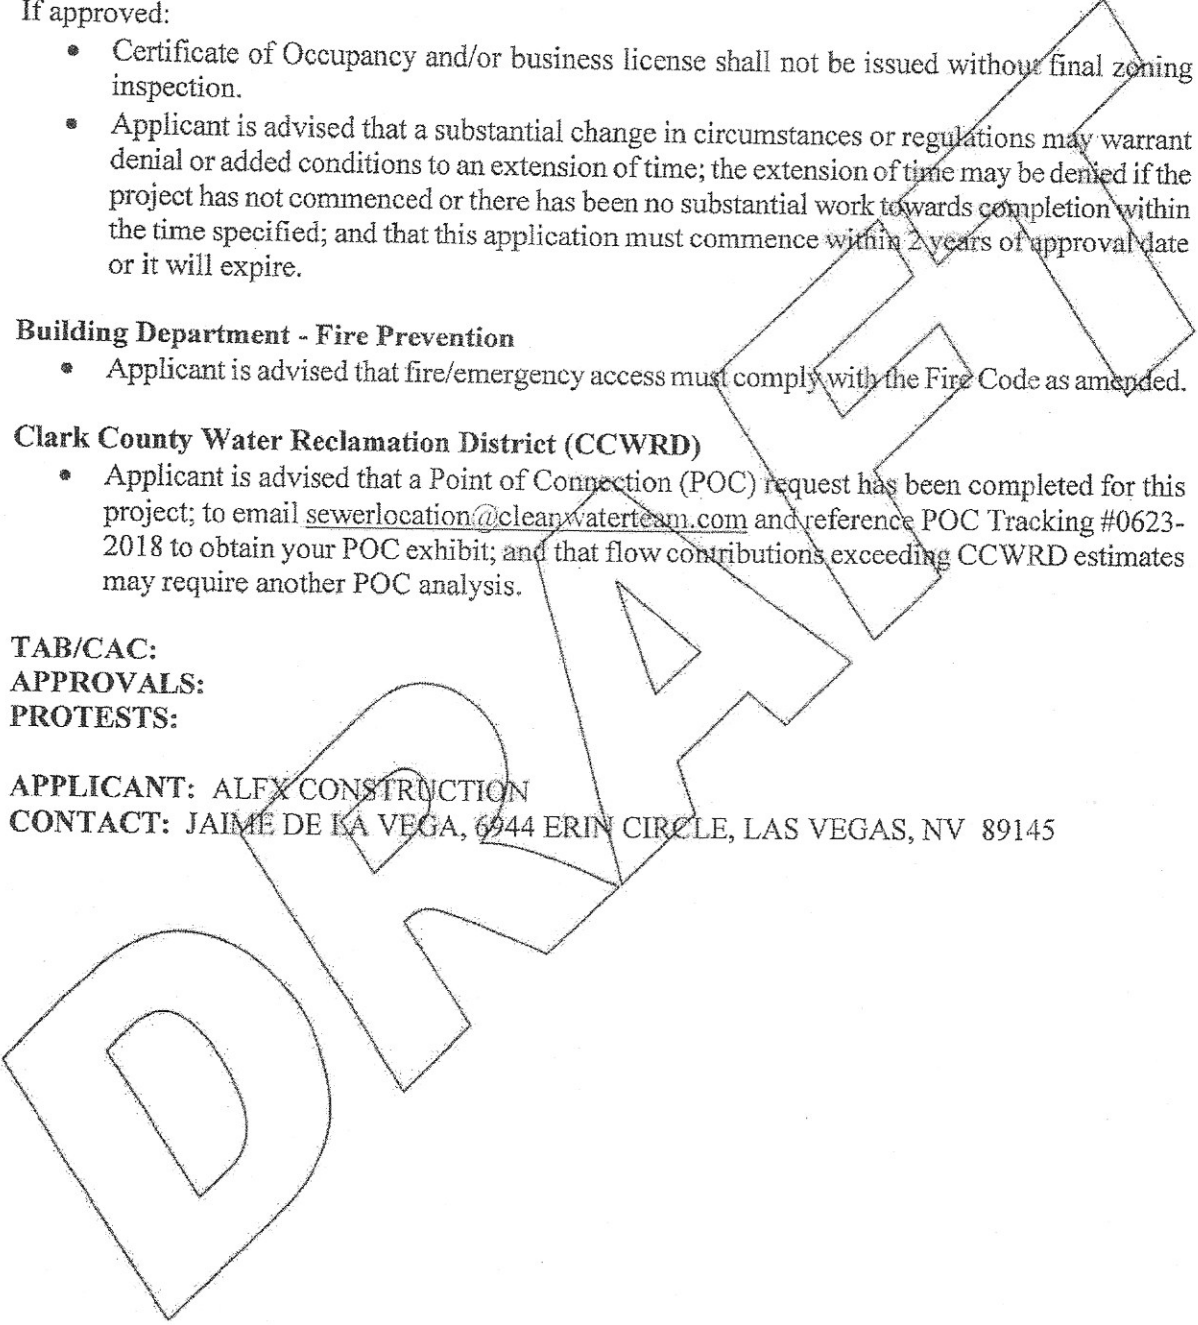 If approved:
• Certificate of Occupancy and/or business license shall not be issued without final zoning
inspection.
• Applicant is advised that a substantial change in circumstances or regulations may warrant
denial or added conditions to an extension of time; the extension of time may be denied if the
project has not commenced or there has been no substantial work towards completion within
the time specified; and that this application must commence within 2 years of approval date
or it will expire.
Building Department - Fire Prevention
• Applicant is advised that fire/emergency access must comply with the Fire Code as amended.
Clark County Water Reclamation District (CCWRD)
• Applicant is advised that a Point of Connection (POC) request has been completed for this
project; to email sewerlocation@cleanwaterteam.com and reference POC Tracking #0623-
2018 to obtain your POC exhibit; and that flow contributions exceeding CCWRD estimates
may require another POC analysis.
TAB/CAC:
APPROVALS:
PROTESTS:
APPLICANT: ALFX CONSTRUCTION
CONTACT: JAIME DE LA VEGA, 6944 ERIN CIRCLE, LAS VEGAS, NV 89145
DRAFT